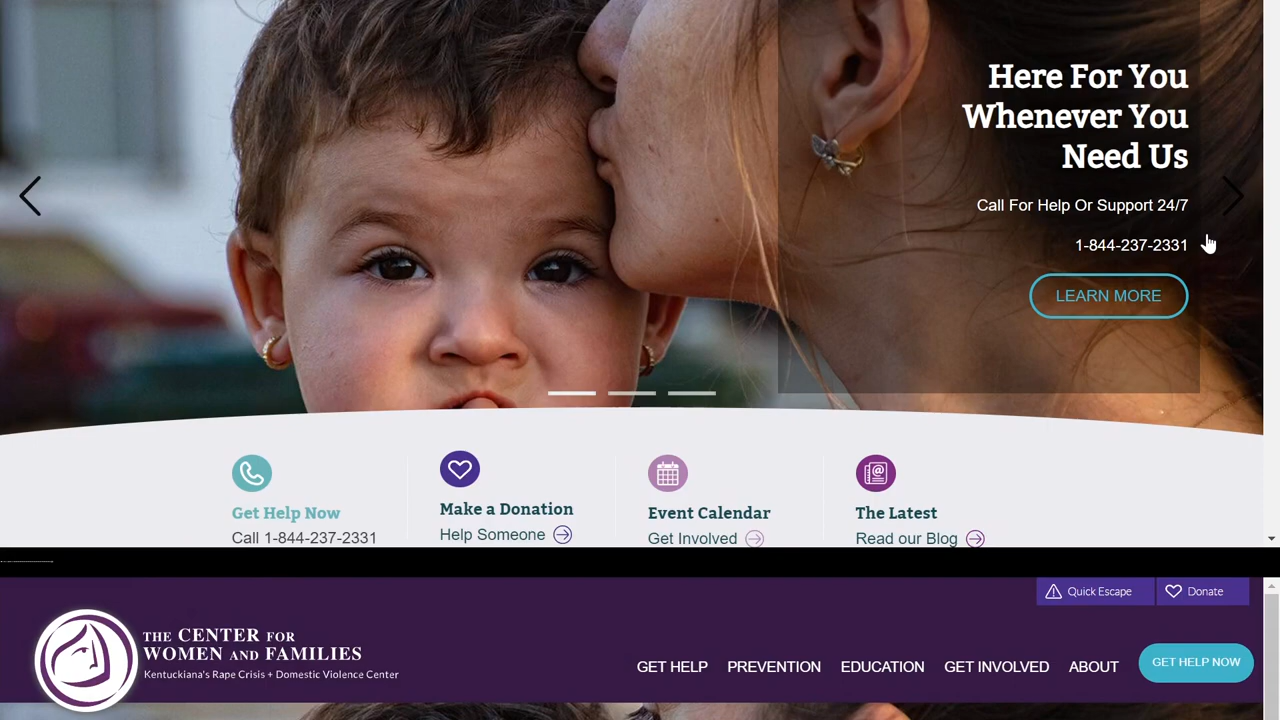 Here For You
Whenever You
Need Us
Call For Help Or Support 24/7
1-844-237-2331
LEARN MORE
Get Help Now
Call 1-844-237-2331
Make a Donation
Help Someone
Event Calendar
Get Involved
The Latest
Read our Blog
Quick Escape
Donate
THE CENTER FOR
WOMEN AND FAMILIES
Kentuckiana's Rape Crisis + Domestic Violence Center
GET HELP
PREVENTION
EDUCATION
GET INVOLVED
ABOUT
GET HELP NOW